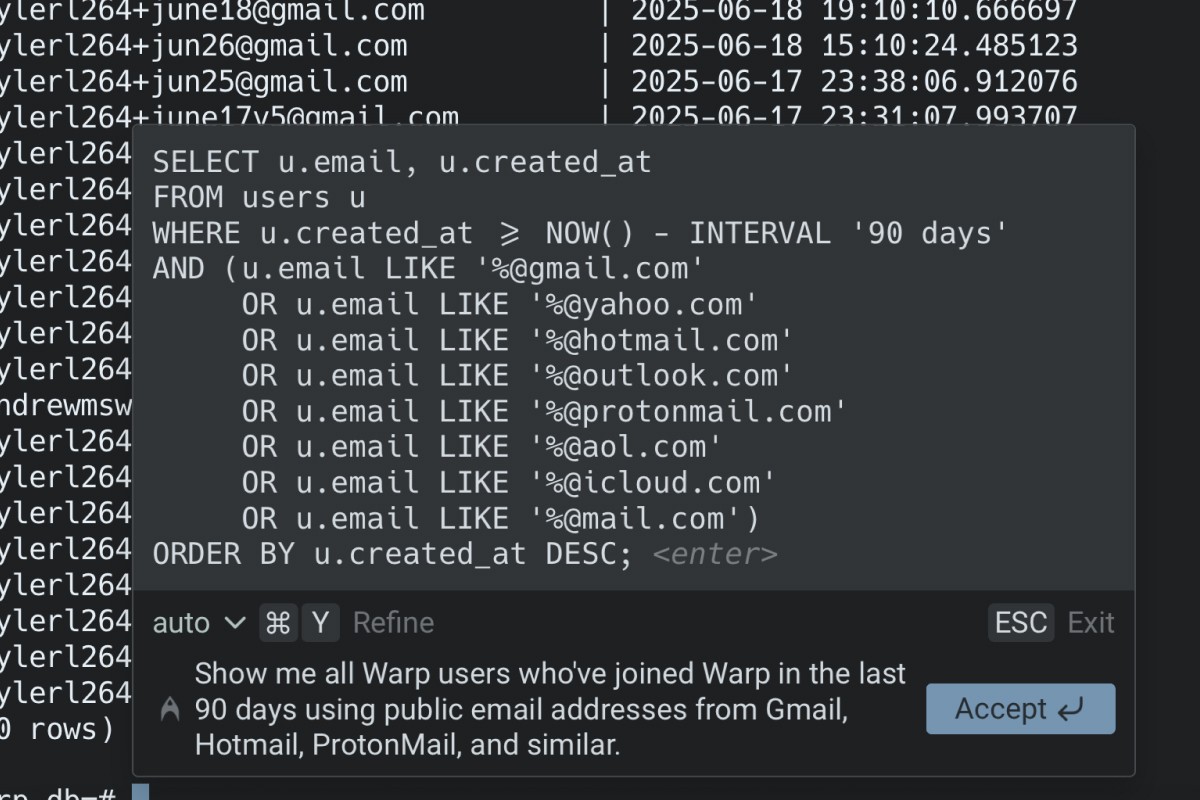 ylerl264+june18@gmail.com | 2025-06-18 19:10:10.666697
ylerl264+jun26@gmail.com | 2025-06-18 15:10:24.485123
ylerl264+jun25@gmail.com | 2025-06-17 23:38:06.912076
ylerl264+june17v5@gmail.com | 2025-06-17 23:31:07.993707
ylerl264
ylerl264
ylerl264
ylerl264
ylerl264
ylerl264
ylerl264
ndrewmsw
ylerl264
ylerl264
ylerl264
ylerl264
ylerl264
ylerl264
ylerl264
ylerl264
0 rows)
rp_db=#
SELECT u.email, u.created_at
FROM users u
WHERE u.created_at >= NOW() - INTERVAL '90 days'
AND (u.email LIKE '%@gmail.com'
OR u.email LIKE '%@yahoo.com'
OR u.email LIKE '%@hotmail.com'
OR u.email LIKE '%@outlook.com'
OR u.email LIKE '%@protonmail.com'
OR u.email LIKE '%@aol.com'
OR u.email LIKE '%@icloud.com'
OR u.email LIKE '%@mail.com')
ORDER BY u.created_at DESC; <enter>
auto ⌘ Y Refine ESC Exit
Show me all Warp users who've joined Warp in the last
90 days using public email addresses from Gmail,
Hotmail, ProtonMail, and similar.
Accept ↵